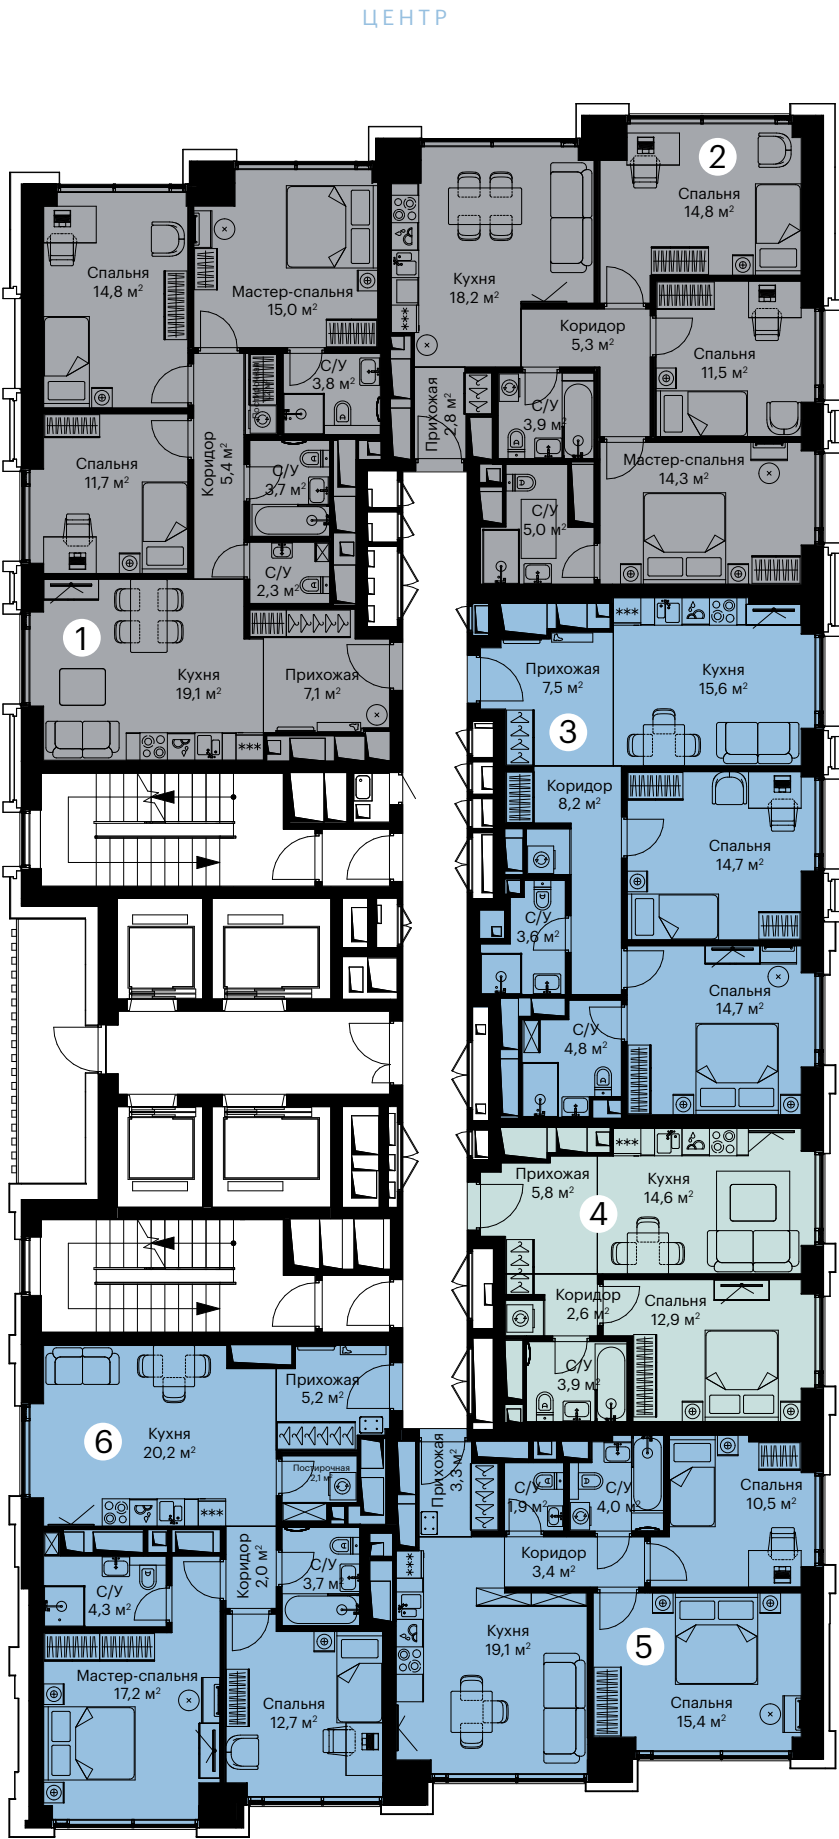 ЦЕНТР
2
Спальня
14,8 м²
Спальня
14,8 м²
Мастер-спальня
15,0 м²
Кухня
18,2 м²
Коридор
5,3 м²
Спальня
11,5 м²
С/У
3,8 м²
Прихожая
2,8 м²
С/У
3,9 м²
Спальня
11,7 м²
Коридор
5,4 м²
С/У
3,7 м²
Мастер-спальня
14,3 м²
С/У
5,0 м²
С/У
2,3 м²
1
Кухня
19,1 м²
Прихожая
7,1 м²
Прихожая
7,5 м²
Кухня
15,6 м²
3
Коридор
8,2 м²
Спальня
14,7 м²
С/У
3,6 м²
Спальня
14,7 м²
С/У
4,8 м²
Прихожая
5,8 м²
Кухня
14,6 м²
4
Коридор
2,6 м²
Спальня
12,9 м²
С/У
3,9 м²
Прихожая
5,2 м²
6
Кухня
20,2 м²
Постирочная
2,1 м²
Прихожая
3,3 м²
С/У
1,9 м²
С/У
4,0 м²
Спальня
10,5 м²
Коридор
2,0 м²
С/У
3,7 м²
Коридор
3,4 м²
С/У
4,3 м²
Кухня
19,1 м²
5
Мастер-спальня
17,2 м²
Спальня
12,7 м²
Спальня
15,4 м²